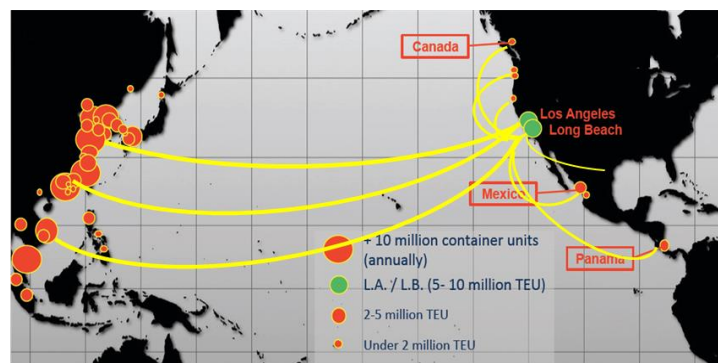 Canada
Los Angeles
Long Beach
Mexico
Panama
+ 10 million container units
(annually)
L.A. / L.B. (5- 10 million TEU)
2-5 million TEU
Under 2 million TEU